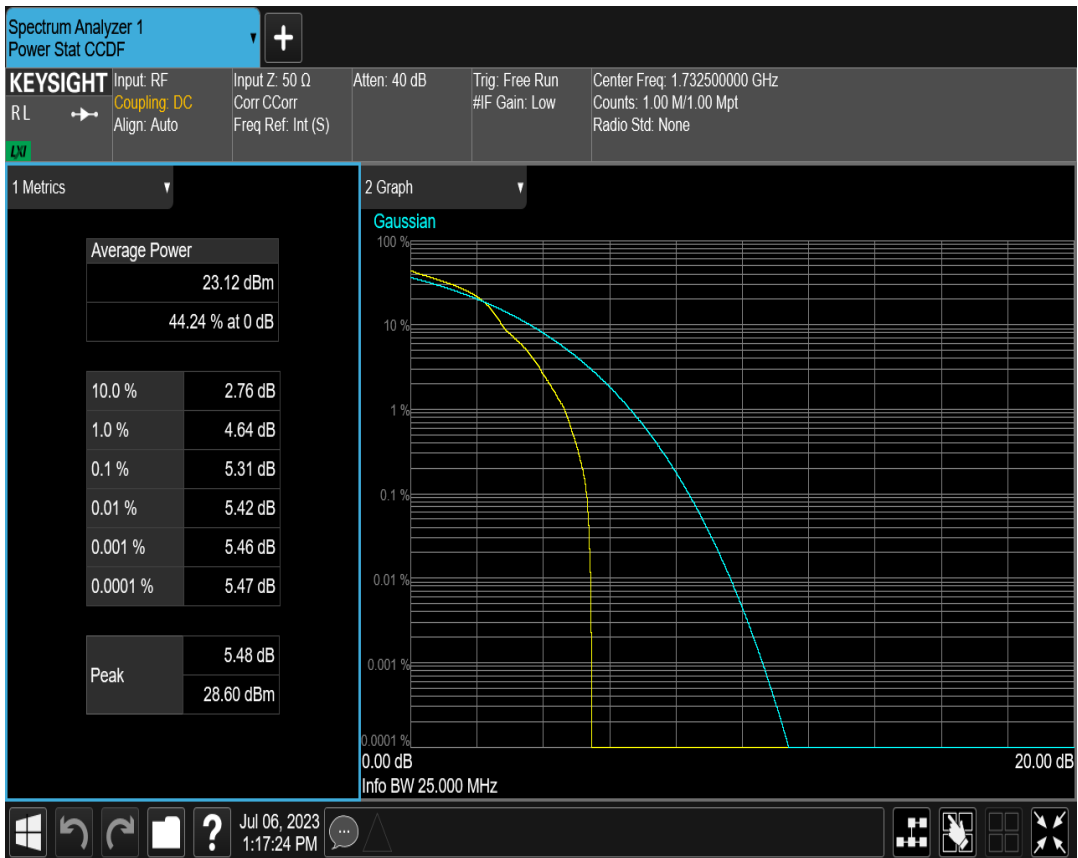 Spectrum Analyzer 1
Power Stat CCDF
KEYSIGHT
RL
LXI
Input: RF
Coupling: DC
Align: Auto
Input Z: 50 Ω
Corr CCorr
Freq Ref: Int (S)
Atten: 40 dB
Trig: Free Run
#IF Gain: Low
Center Freq: 1.732500000 GHz
Counts: 1.00 M/1.00 Mpt
Radio Std: None
1 Metrics
Average Power
23.12 dBm
44.24 % at 0 dB
10.0 % 2.76 dB
1.0 % 4.64 dB
0.1 % 5.31 dB
0.01 % 5.42 dB
0.001 % 5.46 dB
0.0001 % 5.47 dB
Peak
5.48 dB
28.60 dBm
2 Graph
Gaussian
100 %
10 %
1 %
0.1 %
0.01 %
0.001 %
0.0001 %
0.00 dB 20.00 dB
Info BW 25.000 MHz
Jul 06, 2023
1:17:24 PM